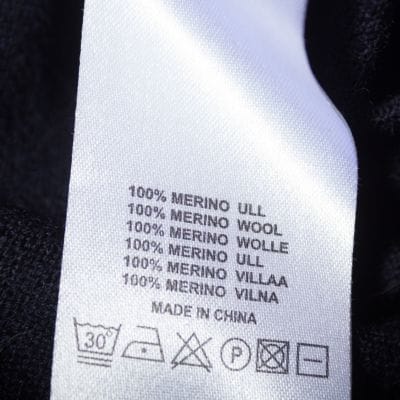 100% MERINO ULL
100% MERINO WOOL
100% MERINO WOLLE
100% MERINO ULL
100% MERINO VILLAA
100% MERINO VILNA
MADE IN CHINA
30°
P